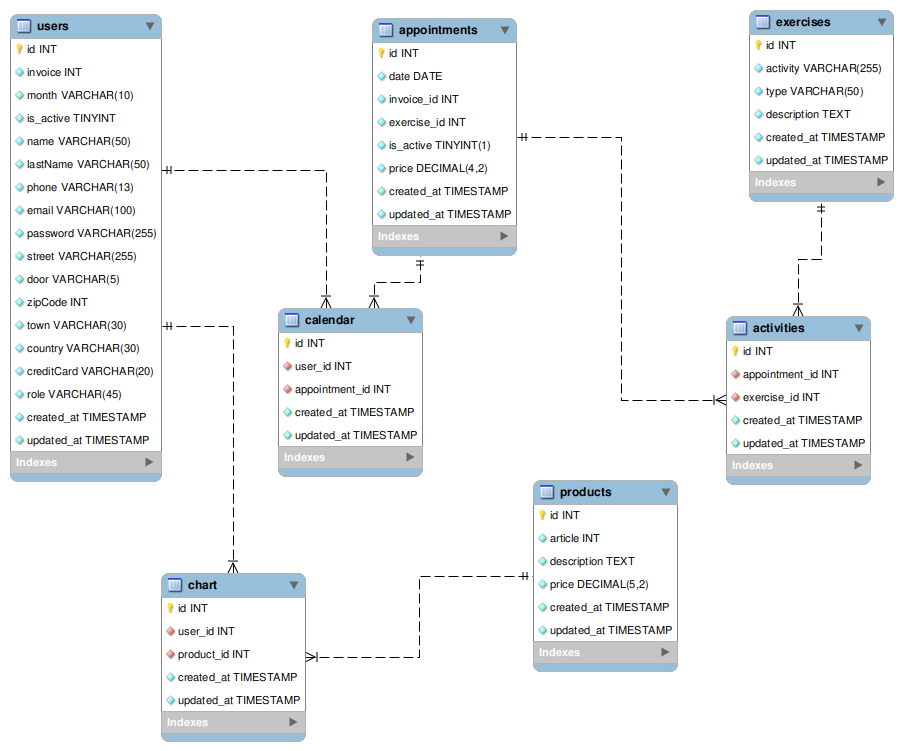 users
id INT
invoice INT
month VARCHAR(10)
is_active TINYINT
name VARCHAR(50)
lastName VARCHAR(50)
phone VARCHAR(13)
email VARCHAR(100)
password VARCHAR(255)
street VARCHAR(255)
door VARCHAR(5)
zipCode INT
town VARCHAR(30)
country VARCHAR(30)
creditCard VARCHAR(20)
role VARCHAR(45)
created_at TIMESTAMP
updated_at TIMESTAMP
Indexes
appointments
id INT
date DATE
invoice_id INT
exercise_id INT
is_active TINYINT(1)
price DECIMAL(4,2)
created_at TIMESTAMP
updated_at TIMESTAMP
Indexes
exercises
id INT
activity VARCHAR(255)
type VARCHAR(50)
description TEXT
created_at TIMESTAMP
updated_at TIMESTAMP
Indexes
calendar
id INT
user_id INT
appointment_id INT
created_at TIMESTAMP
updated_at TIMESTAMP
Indexes
activities
id INT
appointment_id INT
exercise_id INT
created_at TIMESTAMP
updated_at TIMESTAMP
Indexes
products
id INT
article INT
description TEXT
price DECIMAL(5,2)
created_at TIMESTAMP
updated_at TIMESTAMP
Indexes
chart
id INT
user_id INT
product_id INT
created_at TIMESTAMP
updated_at TIMESTAMP
Indexes